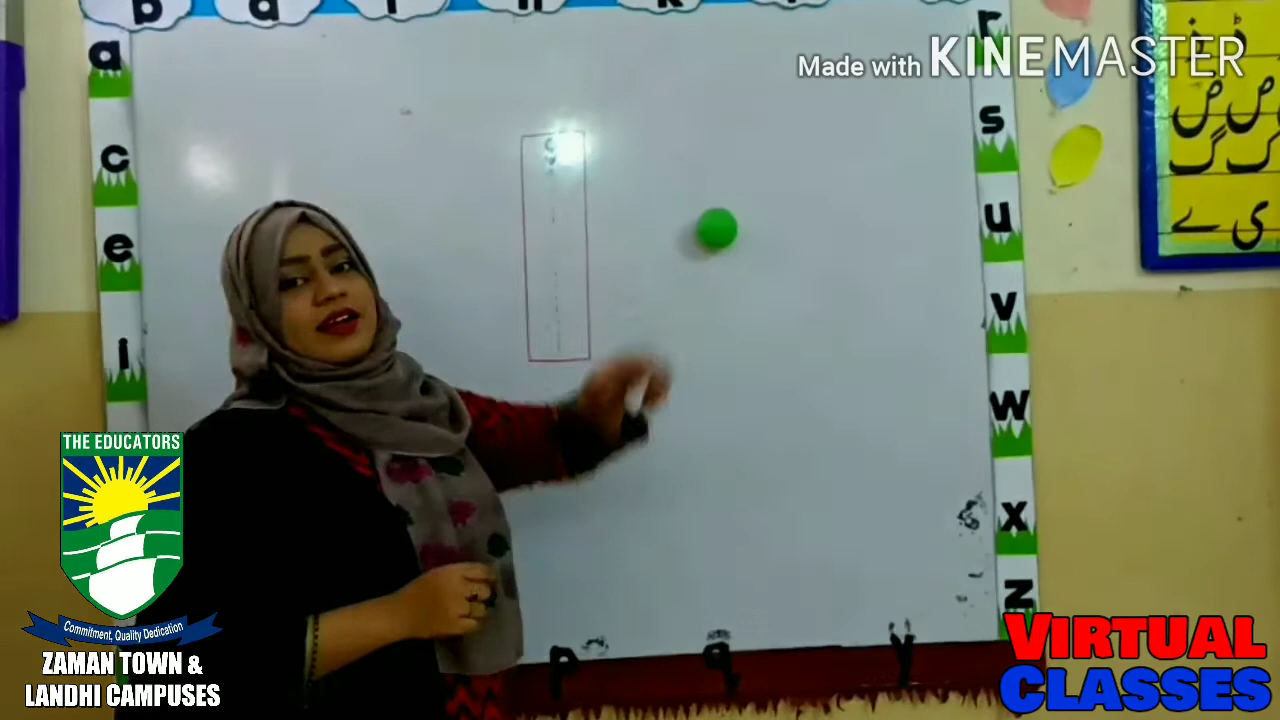 b d f h k l
Made with KINEMASTER
a
c
e
i
r
s
u
v
w
x
z
p q y
ض ص
گ ک
ی ے
THE EDUCATORS
Commitment, Quality Dedication
ZAMAN TOWN &
LANDHI CAMPUSES
VIRTUAL
CLASSES